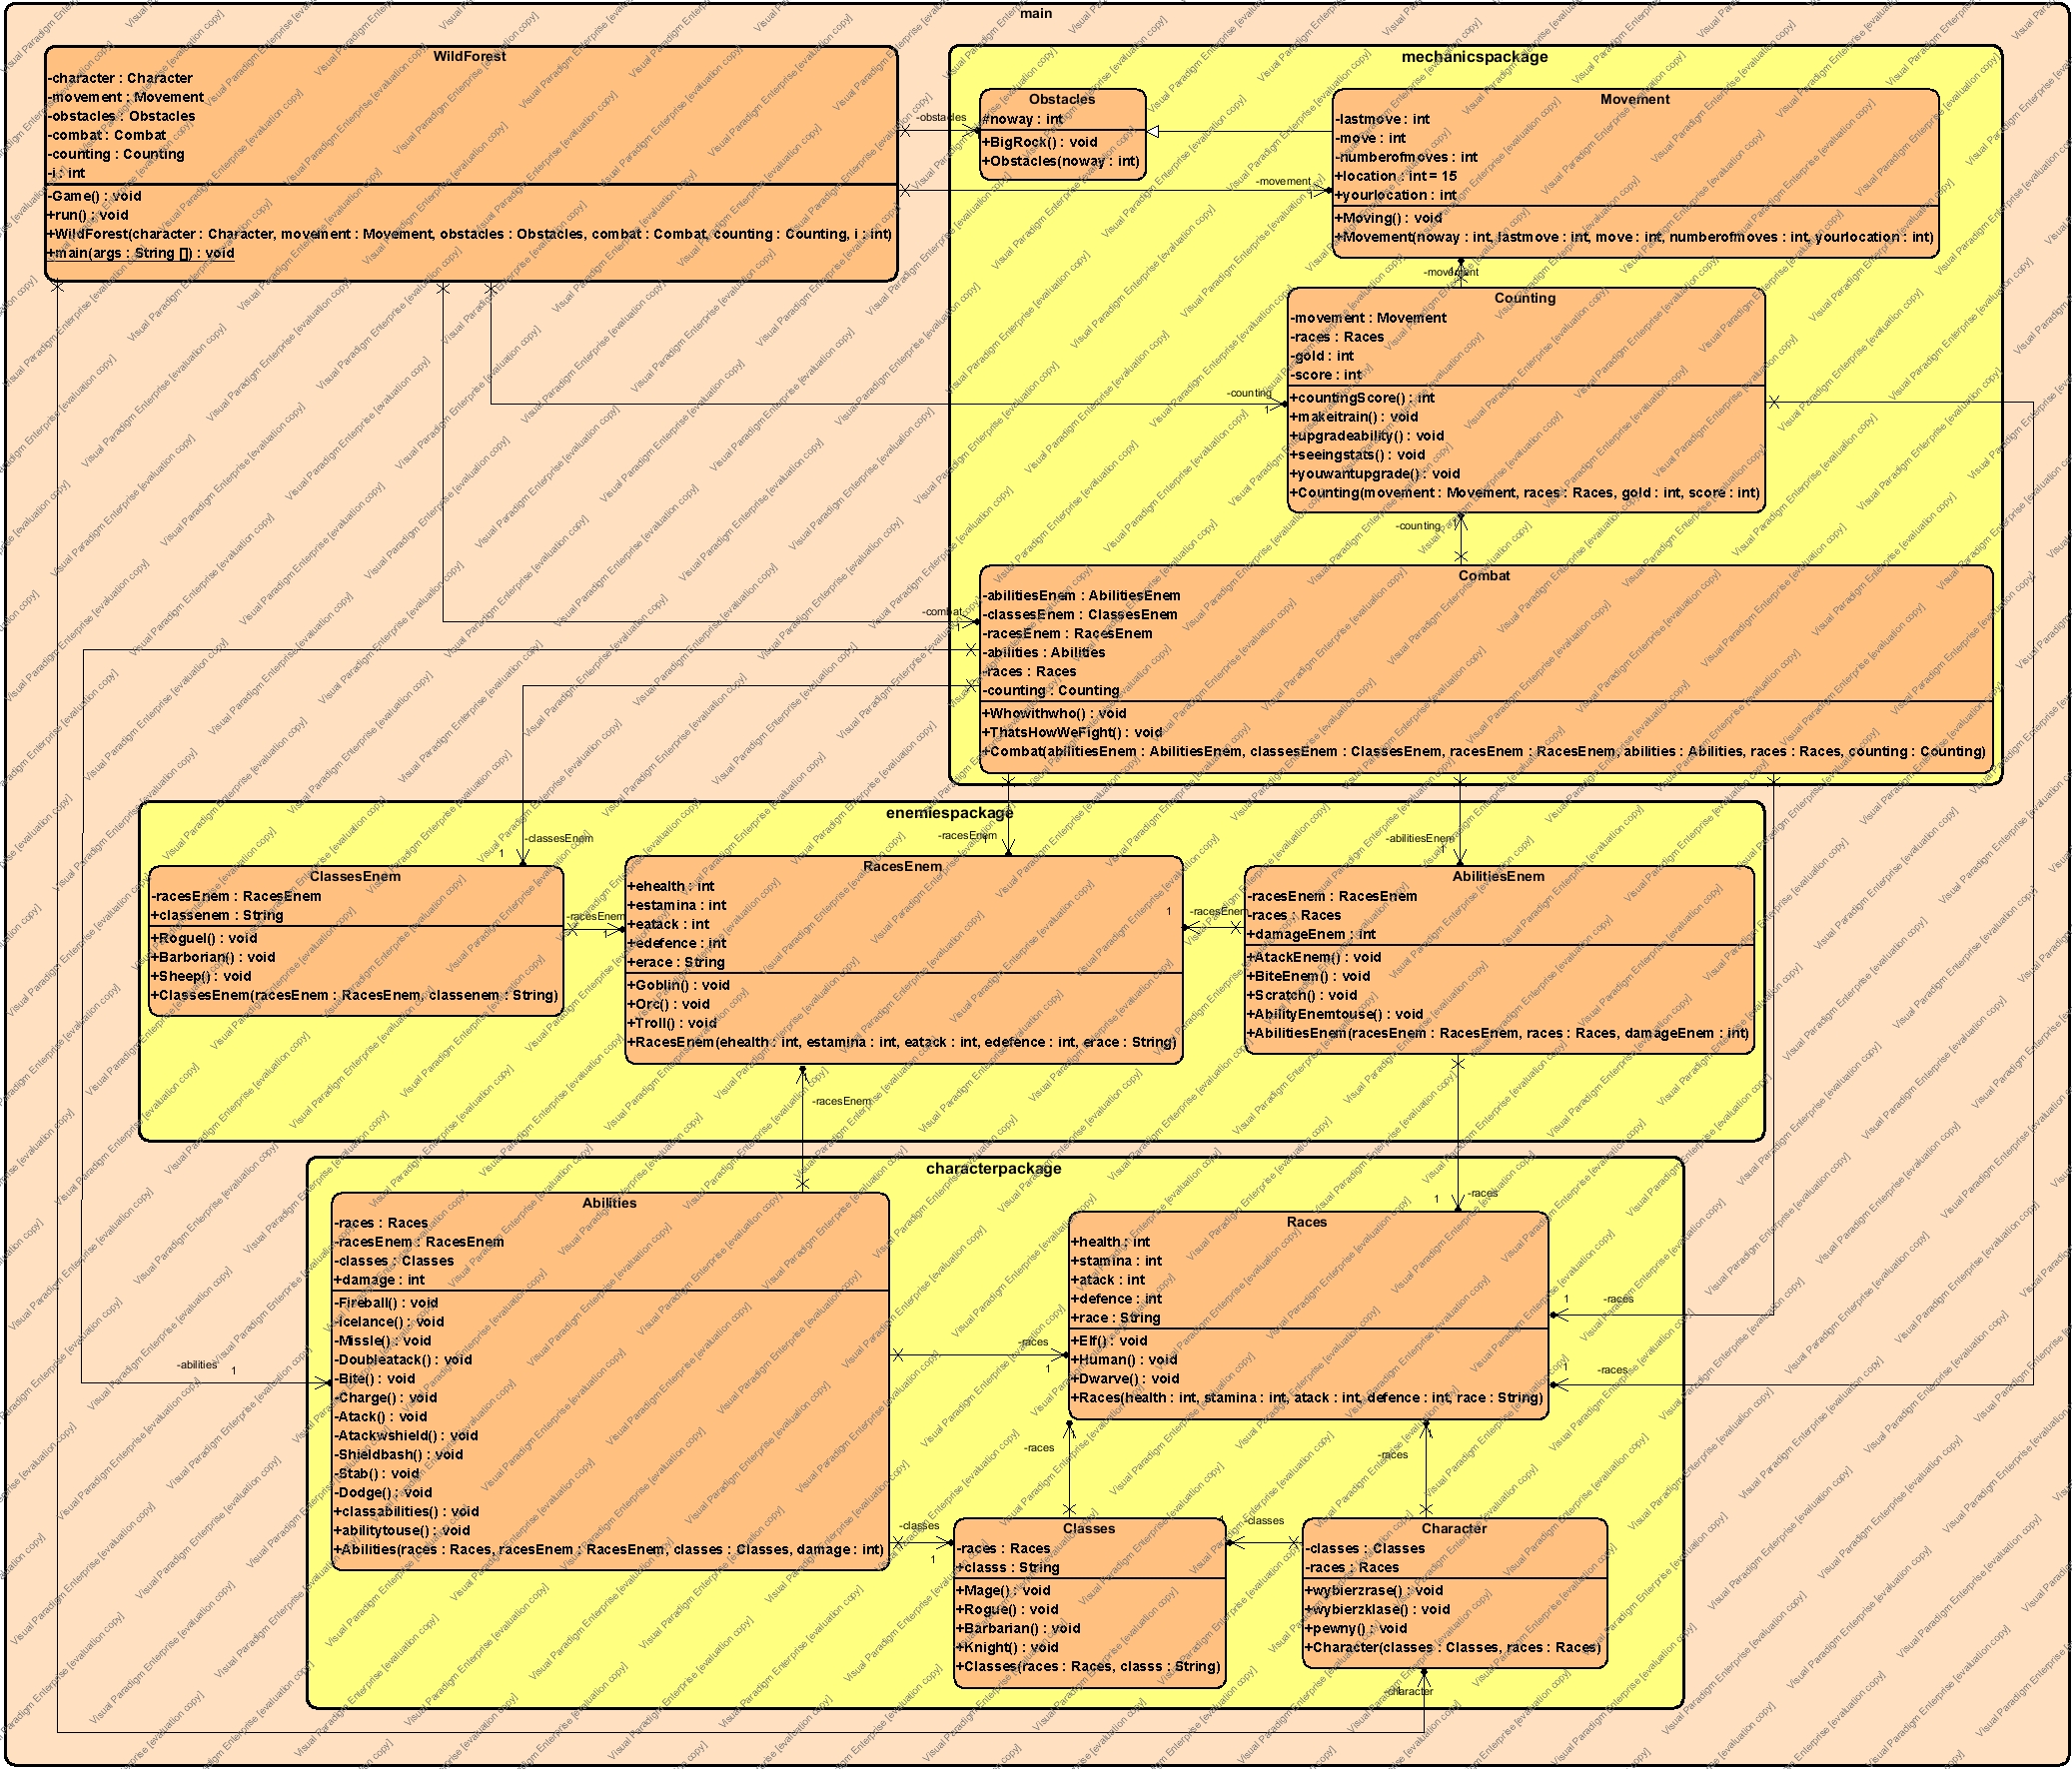 main
WildForest
-character : Character
-movement : Movement
-obstacles : Obstacles
-combat : Combat
-counting : Counting
-i : int
-Game() : void
+run() : void
+WildForest(character : Character, movement : Movement, obstacles : Obstacles, combat : Combat, counting : Counting, i : int)
+main(args : String []) : void
mechanicspackage
-obstacles
Obstacles
#noway : int
+BigRock() : void
+Obstacles(noway : int)
-movement
Movement
-lastmove : int
-move : int
-numberofmoves : int
+location : int = 15
+yourlocation : int
+Moving() : void
+Movement(noway : int, lastmove : int, move : int, numberofmoves : int, yourlocation : int)
-movement
Counting
-movement : Movement
-races : Races
-gold : int
-score : int
+countingScore() : int
+makeitrain() : void
+upgradeability() : void
+seeingstats() : void
+youwantupgrade() : void
+Counting(movement : Movement, races : Races, gold : int, score : int)
-counting
1
-counting
Combat
-abilitiesEnem : AbilitiesEnem
-classesEnem : ClassesEnem
-racesEnem : RacesEnem
-abilities : Abilities
-races : Races
-counting : Counting
+Whowithwho() : void
+ThatsHowWeFight() : void
+Combat(abilitiesEnem : AbilitiesEnem, classesEnem : ClassesEnem, racesEnem : RacesEnem, abilities : Abilities, races : Races, counting : Counting)
-combat
1
enemiespackage
-classesEnem
1
-racesEnem
1
-abilitiesEnem
1
ClassesEnem
-racesEnem : RacesEnem
+classenem : String
+Roguel() : void
+Barborian() : void
+Sheep() : void
+ClassesEnem(racesEnem : RacesEnem, classenem : String)
-racesEnem
1
RacesEnem
+ehealth : int
+estamina : int
+eatack : int
+edefence : int
+erace : String
+Goblin() : void
+Orc() : void
+Troll() : void
+RacesEnem(ehealth : int, estamina : int, eatack : int, edefence : int, erace : String)
1
-racesEnem
AbilitiesEnem
-racesEnem : RacesEnem
-races : Races
+damageEnem : int
+AtackEnem() : void
+BiteEnem() : void
+Scratch() : void
+AbilityEnemtouse() : void
+AbilitiesEnem(racesEnem : RacesEnem, races : Races, damageEnem : int)
-racesEnem
characterpackage
Abilities
-races : Races
-racesEnem : RacesEnem
-classes : Classes
+damage : int
-Fireball() : void
-Icelance() : void
-Missle() : void
-Doubleatack() : void
-Bite() : void
-Charge() : void
-Atack() : void
-Atackwshield() : void
-Shieldbash() : void
-Stab() : void
-Dodge() : void
+classabilities() : void
+abilitytouse() : void
+Abilities(races : Races, racesEnem : RacesEnem, classes : Classes, damage : int)
-abilities
1
1
-races
Races
+health : int
+stamina : int
+atack : int
+defence : int
+race : String
+Elf() : void
+Human() : void
+Dwarve() : void
+Races(health : int, stamina : int, atack : int, defence : int, race : String)
-races
1
1
-races
1
-races
-races
-races
-classes
1
Classes
-races : Races
+classs : String
+Mage() : void
+Rogue() : void
+Barbarian() : void
+Knight() : void
+Classes(races : Races, classs : String)
-classes
Character
-classes : Classes
-races : Races
+wybierzrase() : void
+wybierzklase() : void
+pewny() : void
+Character(classes : Classes, races : Races)
-character
Visual Paradigm Enterprise [evaluation copy]